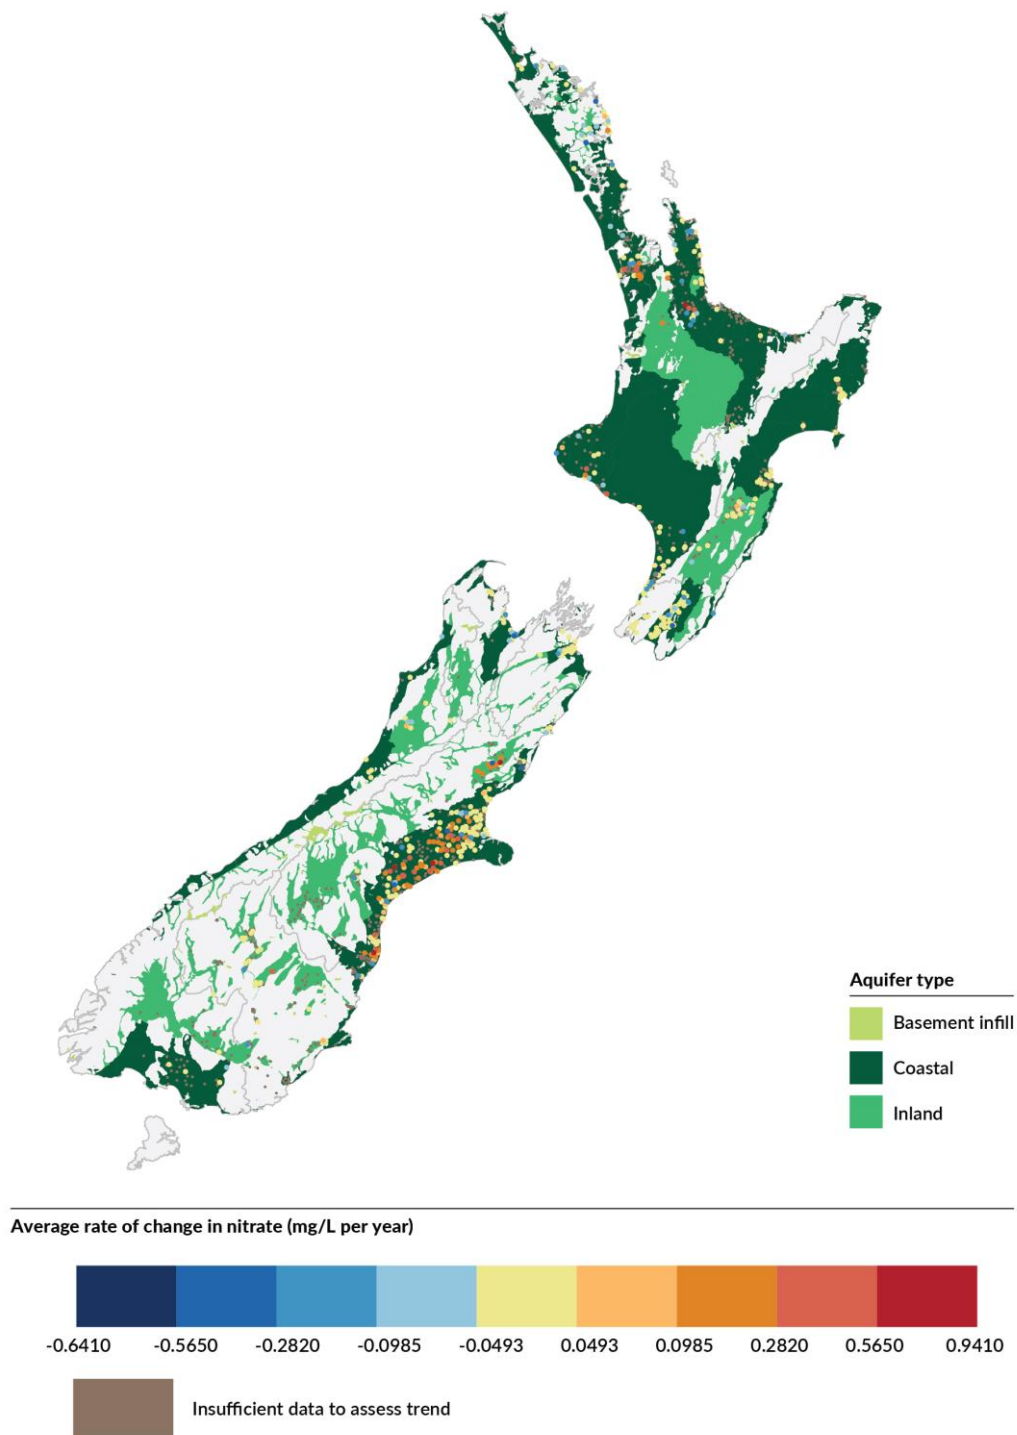 Aquifer type
Basement infill
Coastal
Inland
Average rate of change in nitrate (mg/L per year)
-0.6410 -0.5650 -0.2820 -0.0985 -0.0493 0.0493 0.0985 0.2820 0.5650 0.9410
Insufficient data to assess trend